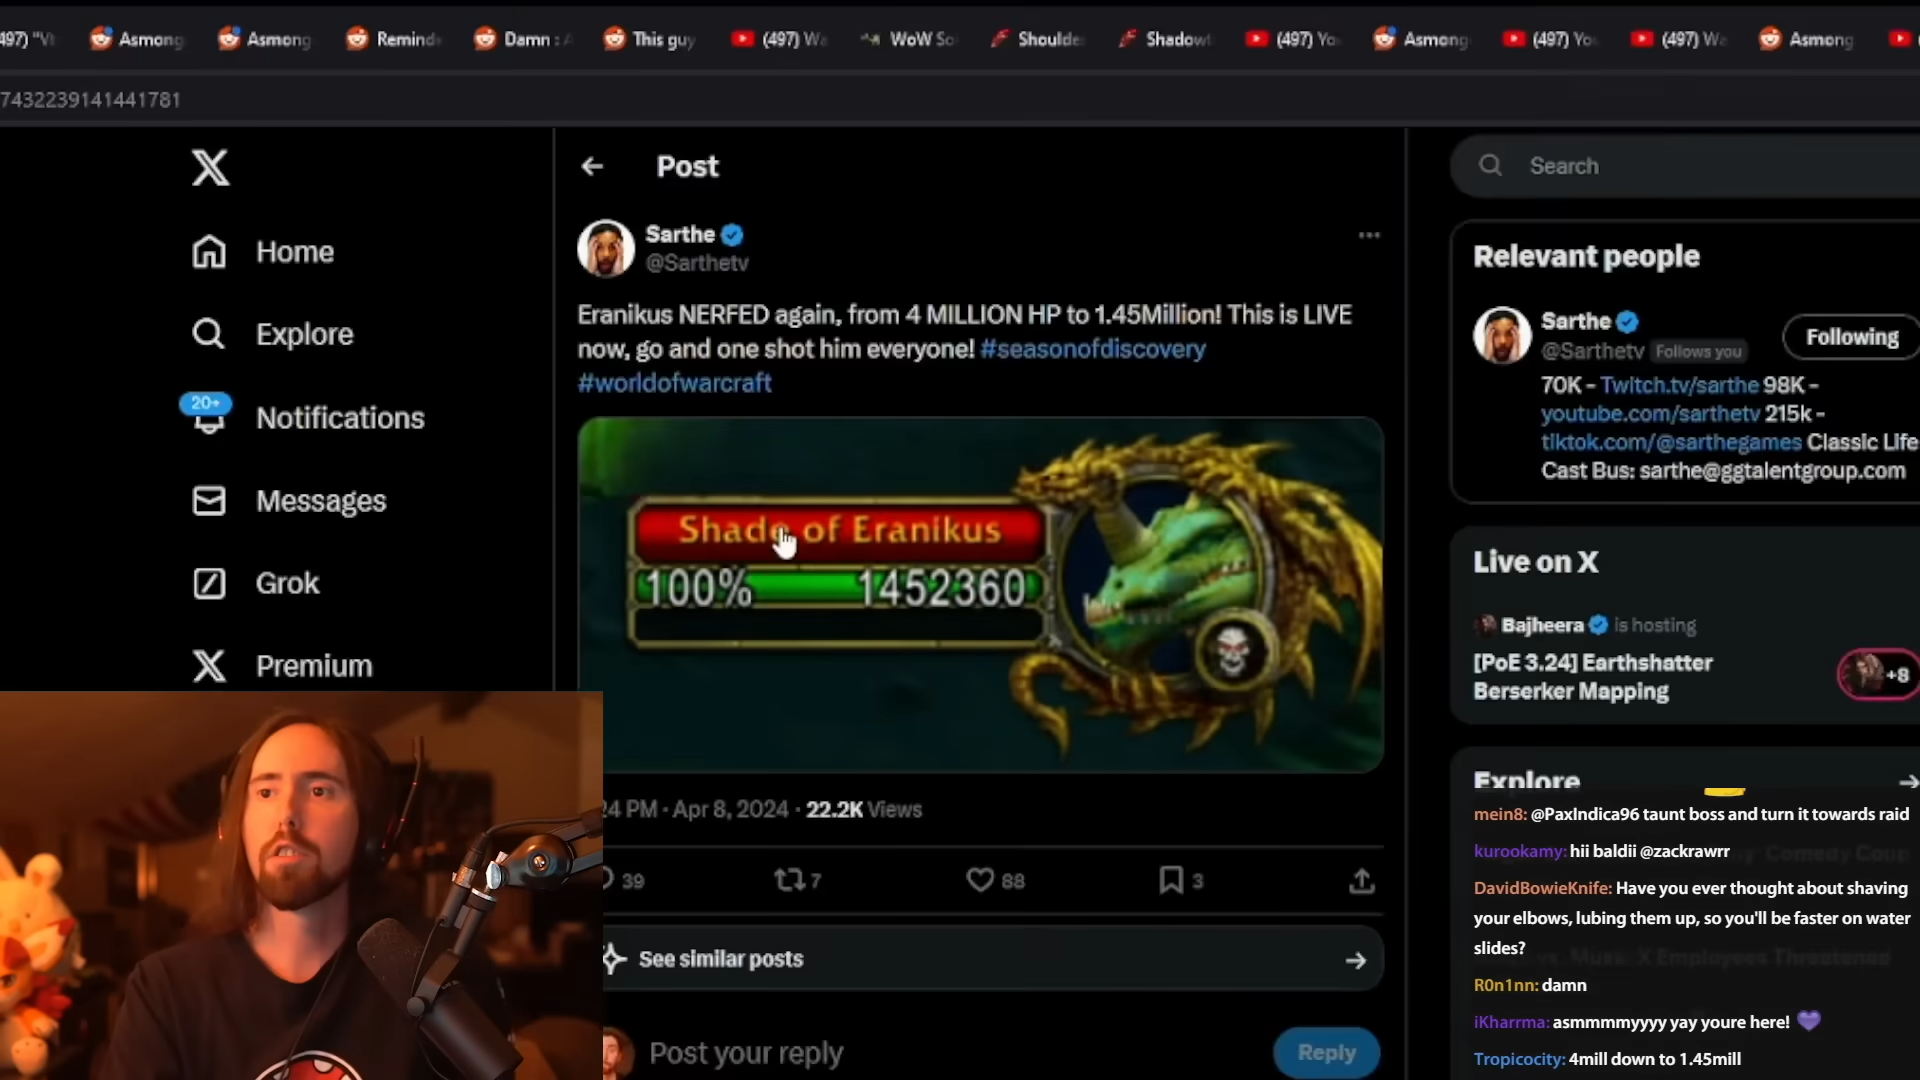 497) "V
Asmong
Asmong
Remind
Damn : A
This guy
(497) Wa
WoW So
Shoulde
Shadow
(497) Yo
Asmong
(497) Yo
(497) Wa
Asmong
7432239141441781
Home
Explore
20+
Notifications
Messages
Grok
Premium
Post
Sarthe
@Sarthetv
Eranikus NERFED again, from 4 MILLION HP to 1.45Million! This is LIVE
now, go and one shot him everyone! #seasonofdiscovery
#worldofwarcraft
Shade of Eranikus
100% 1452360
24 PM · Apr 8, 2024 · 22.2K Views
39 7 88 3
See similar posts
Post your reply
Reply
Search
Relevant people
Sarthe
@Sarthetv Follows you
Following
70K - Twitch.tv/sarthe 98K -
youtube.com/sarthetv 215k -
tiktok.com/@sarthegames Classic Life
Cast Bus: sarthe@ggtalentgroup.com
Live on X
Bajheera is hosting
[PoE 3.24] Earthshatter
Berserker Mapping
+8
Explore
mein8: @PaxIndica96 taunt boss and turn it towards raid
kurookamy: hii baldii @zackrawrr
DavidBowieKnife: Have you ever thought about shaving
your elbows, lubing them up, so you'll be faster on water
slides?
R0n1nn: damn
iKharrma: asmmmmyyyy yay youre here!
Tropicocity: 4mill down to 1.45mill